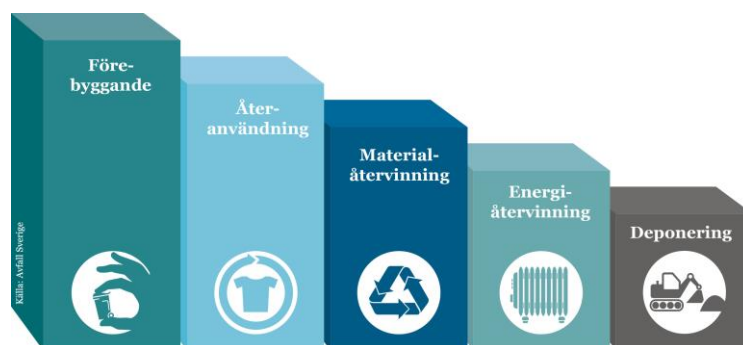 Före-
byggande
Åter-
användning
Material-
återvinning
Energi-
återvinning
Deponering
Källa: Avfall Sverige